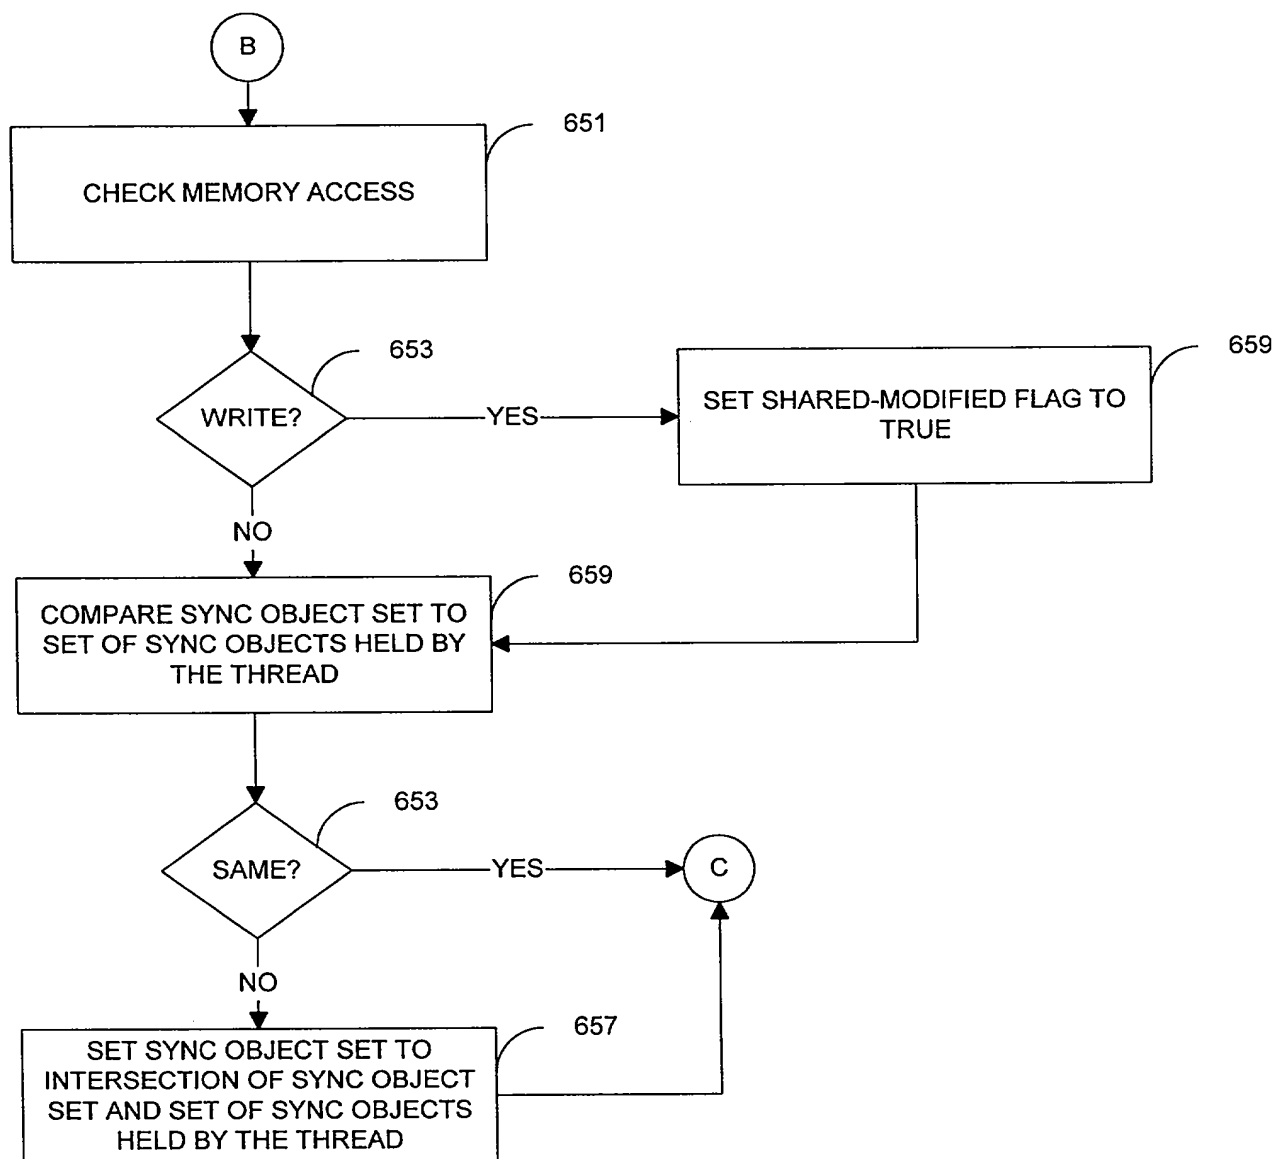 B
651
CHECK MEMORY ACCESS
653
659
WRITE?
YES
SET SHARED-MODIFIED FLAG TO
TRUE
NO
659
COMPARE SYNC OBJECT SET TO
SET OF SYNC OBJECTS HELD BY
THE THREAD
653
SAME?
YES
C
NO
657
SET SYNC OBJECT SET TO
INTERSECTION OF SYNC OBJECT
SET AND SET OF SYNC OBJECTS
HELD BY THE THREAD